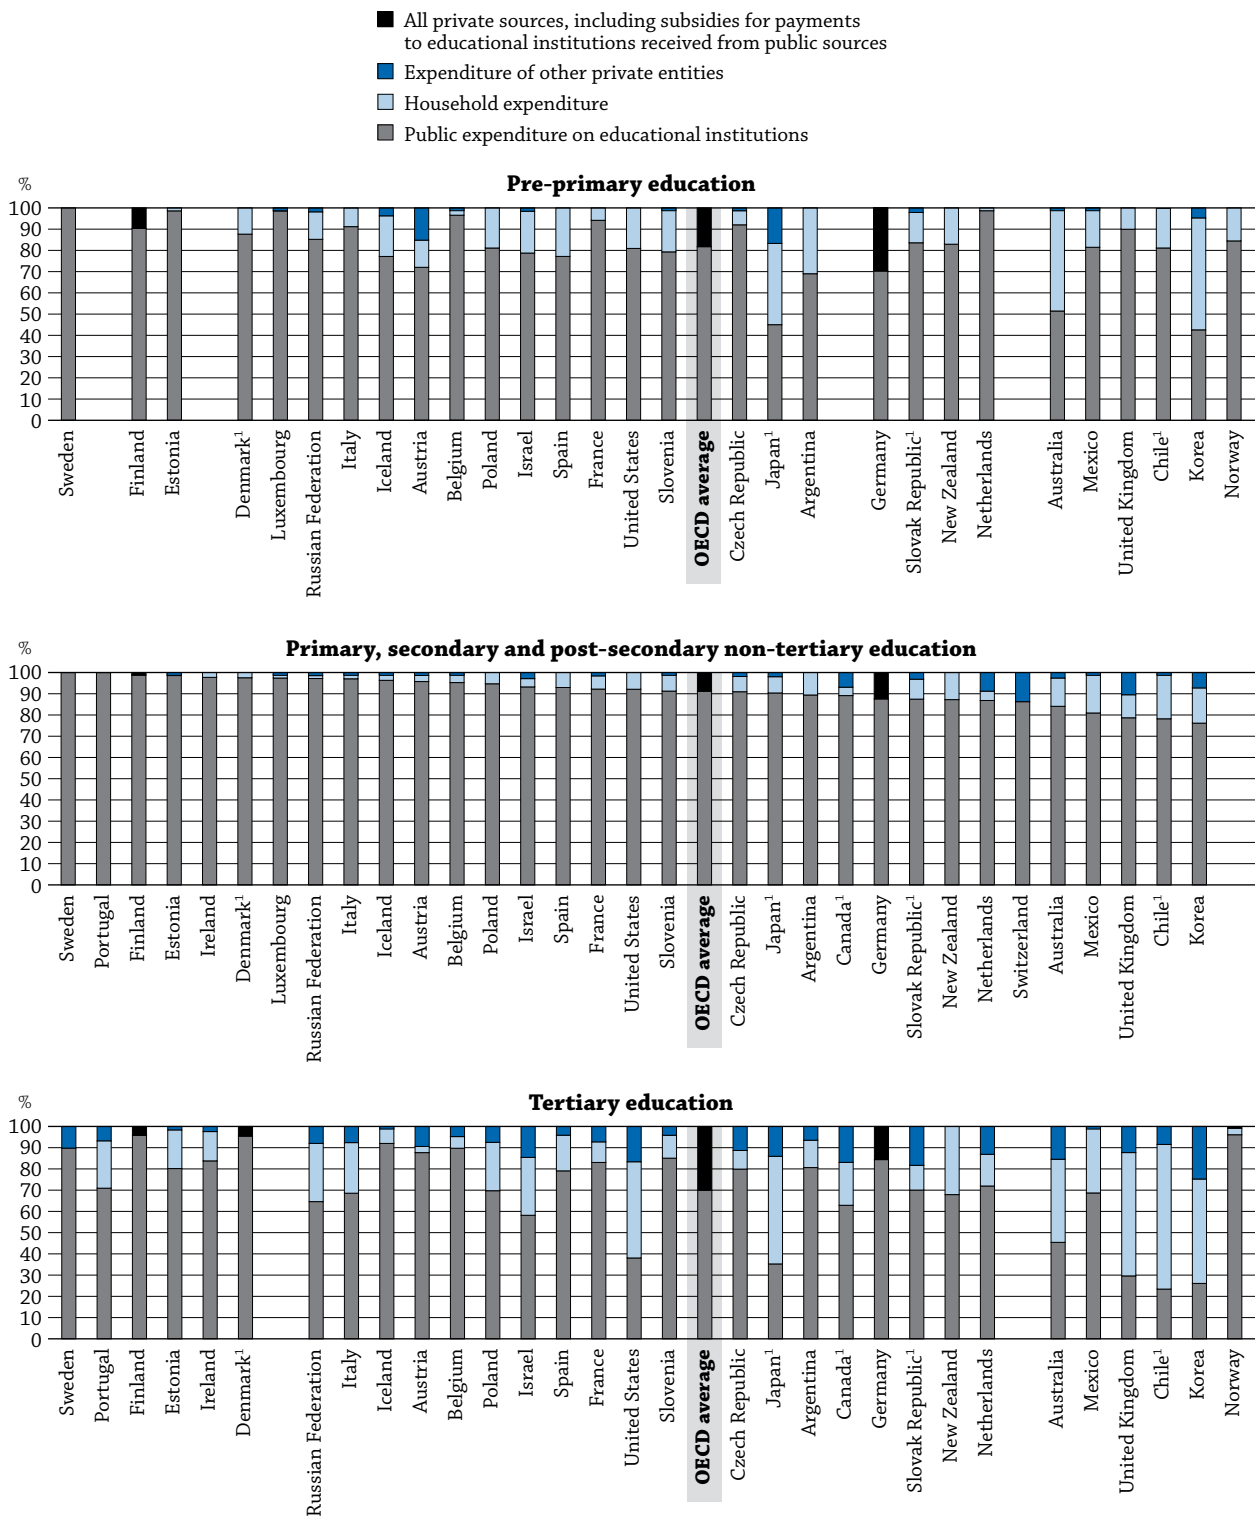 All private sources, including subsidies for payments
to educational institutions received from public sources
Expenditure of other private entities
Household expenditure
Public expenditure on educational institutions
%
Pre-primary education
100
90
80
70
60
50
40
30
20
10
0
Sweden
Finland
Estonia
Denmark¹
Luxembourg
Russian Federation
Italy
Iceland
Austria
Belgium
Poland
Israel
Spain
France
United States
Slovenia
OECD average
Czech Republic
Japan¹
Argentina
Germany
Slovak Republic¹
New Zealand
Netherlands
Australia
Mexico
United Kingdom
Chile¹
Korea
Norway
%
Primary, secondary and post-secondary non-tertiary education
100
90
80
70
60
50
40
30
20
10
0
Sweden
Portugal
Finland
Estonia
Ireland
Denmark¹
Luxembourg
Russian Federation
Italy
Iceland
Austria
Belgium
Poland
Israel
Spain
France
United States
Slovenia
OECD average
Czech Republic
Japan¹
Argentina
Canada¹
Germany
Slovak Republic¹
New Zealand
Netherlands
Switzerland
Australia
Mexico
United Kingdom
Chile¹
Korea
%
Tertiary education
100
90
80
70
60
50
40
30
20
10
0
Sweden
Portugal
Finland
Estonia
Ireland
Denmark¹
Russian Federation
Italy
Iceland
Austria
Belgium
Poland
Israel
Spain
France
United States
Slovenia
OECD average
Czech Republic
Japan¹
Argentina
Canada¹
Germany
Slovak Republic¹
New Zealand
Netherlands
Australia
Mexico
United Kingdom
Chile¹
Korea
Norway